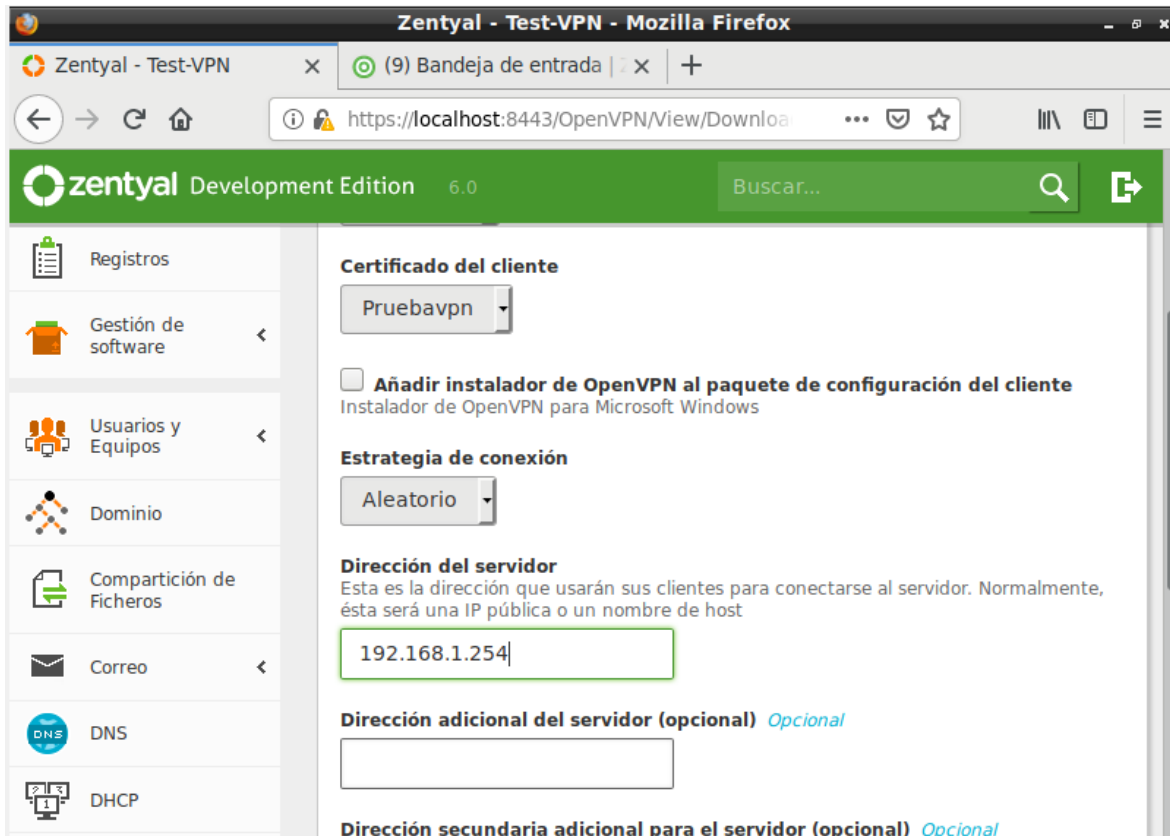 Zentyal - Test-VPN - Mozilla Firefox
Zentyal - Test-VPN
(9) Bandeja de entrada |
https://localhost:8443/OpenVPN/View/Downloa
zentyal Development Edition 6.0
Buscar...
Registros
Gestión de
software
Usuarios y
Equipos
Dominio
Compartición de
Ficheros
Correo
DNS
DNS
DHCP
Certificado del cliente
Pruebavpn
Añadir instalador de OpenVPN al paquete de configuración del cliente
Instalador de OpenVPN para Microsoft Windows
Estrategia de conexión
Aleatorio
Dirección del servidor
Esta es la dirección que usarán sus clientes para conectarse al servidor. Normalmente,
ésta será una IP pública o un nombre de host
192.168.1.254
Dirección adicional del servidor (opcional) Opcional
Dirección secundaria adicional para el servidor (opcional) Opcional